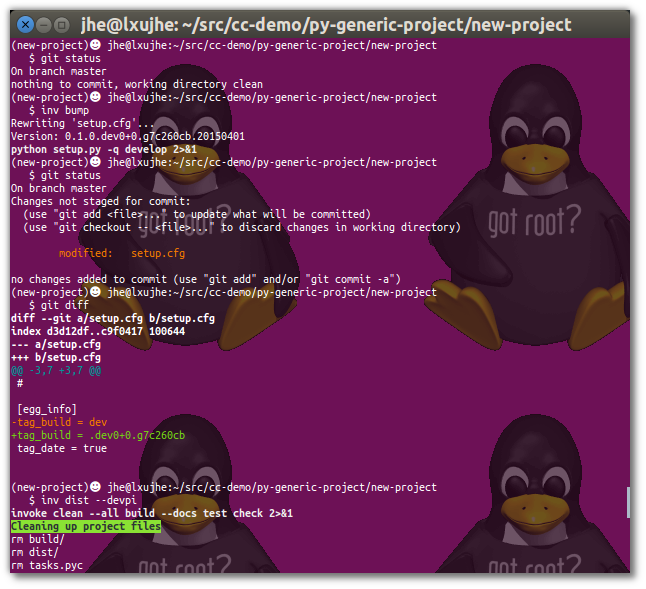 jhe@lxujhe: ~/src/cc-demo/py-generic-project/new-project
(new-project)☻ jhe@lxujhe:~/src/cc-demo/py-generic-project/new-project
$ git status
On branch master
nothing to commit, working directory clean
(new-project)☻ jhe@lxujhe:~/src/cc-demo/py-generic-project/new-project
$ inv bump
Rewriting 'setup.cfg'...
Version: 0.1.0.dev0+0.g7c260cb.20150401
python setup.py -q develop 2>&1
(new-project)☻ jhe@lxujhe:~/src/cc-demo/py-generic-project/new-project
$ git status
On branch master
Changes not staged for commit:
(use "git add <file>..." to update what will be committed)
(use "git checkout -- <file>..." to discard changes in working directory)
modified:   setup.cfg
no changes added to commit (use "git add" and/or "git commit -a")
(new-project)☻ jhe@lxujhe:~/src/cc-demo/py-generic-project/new-project
$ git diff
diff --git a/setup.cfg b/setup.cfg
index d3d12df..c9f0417 100644
--- a/setup.cfg
+++ b/setup.cfg
@@ -3,7 +3,7 @@
#
[egg_info]
-tag_build = dev
+tag_build = .dev0+0.g7c260cb
tag_date = true
(new-project)☻ jhe@lxujhe:~/src/cc-demo/py-generic-project/new-project
$ inv dist --devpi
invoke clean --all build --docs test check 2>&1
Cleaning up project files
rm build/
rm dist/
rm tasks.pyc
got root?
got root?
got root?
got root?